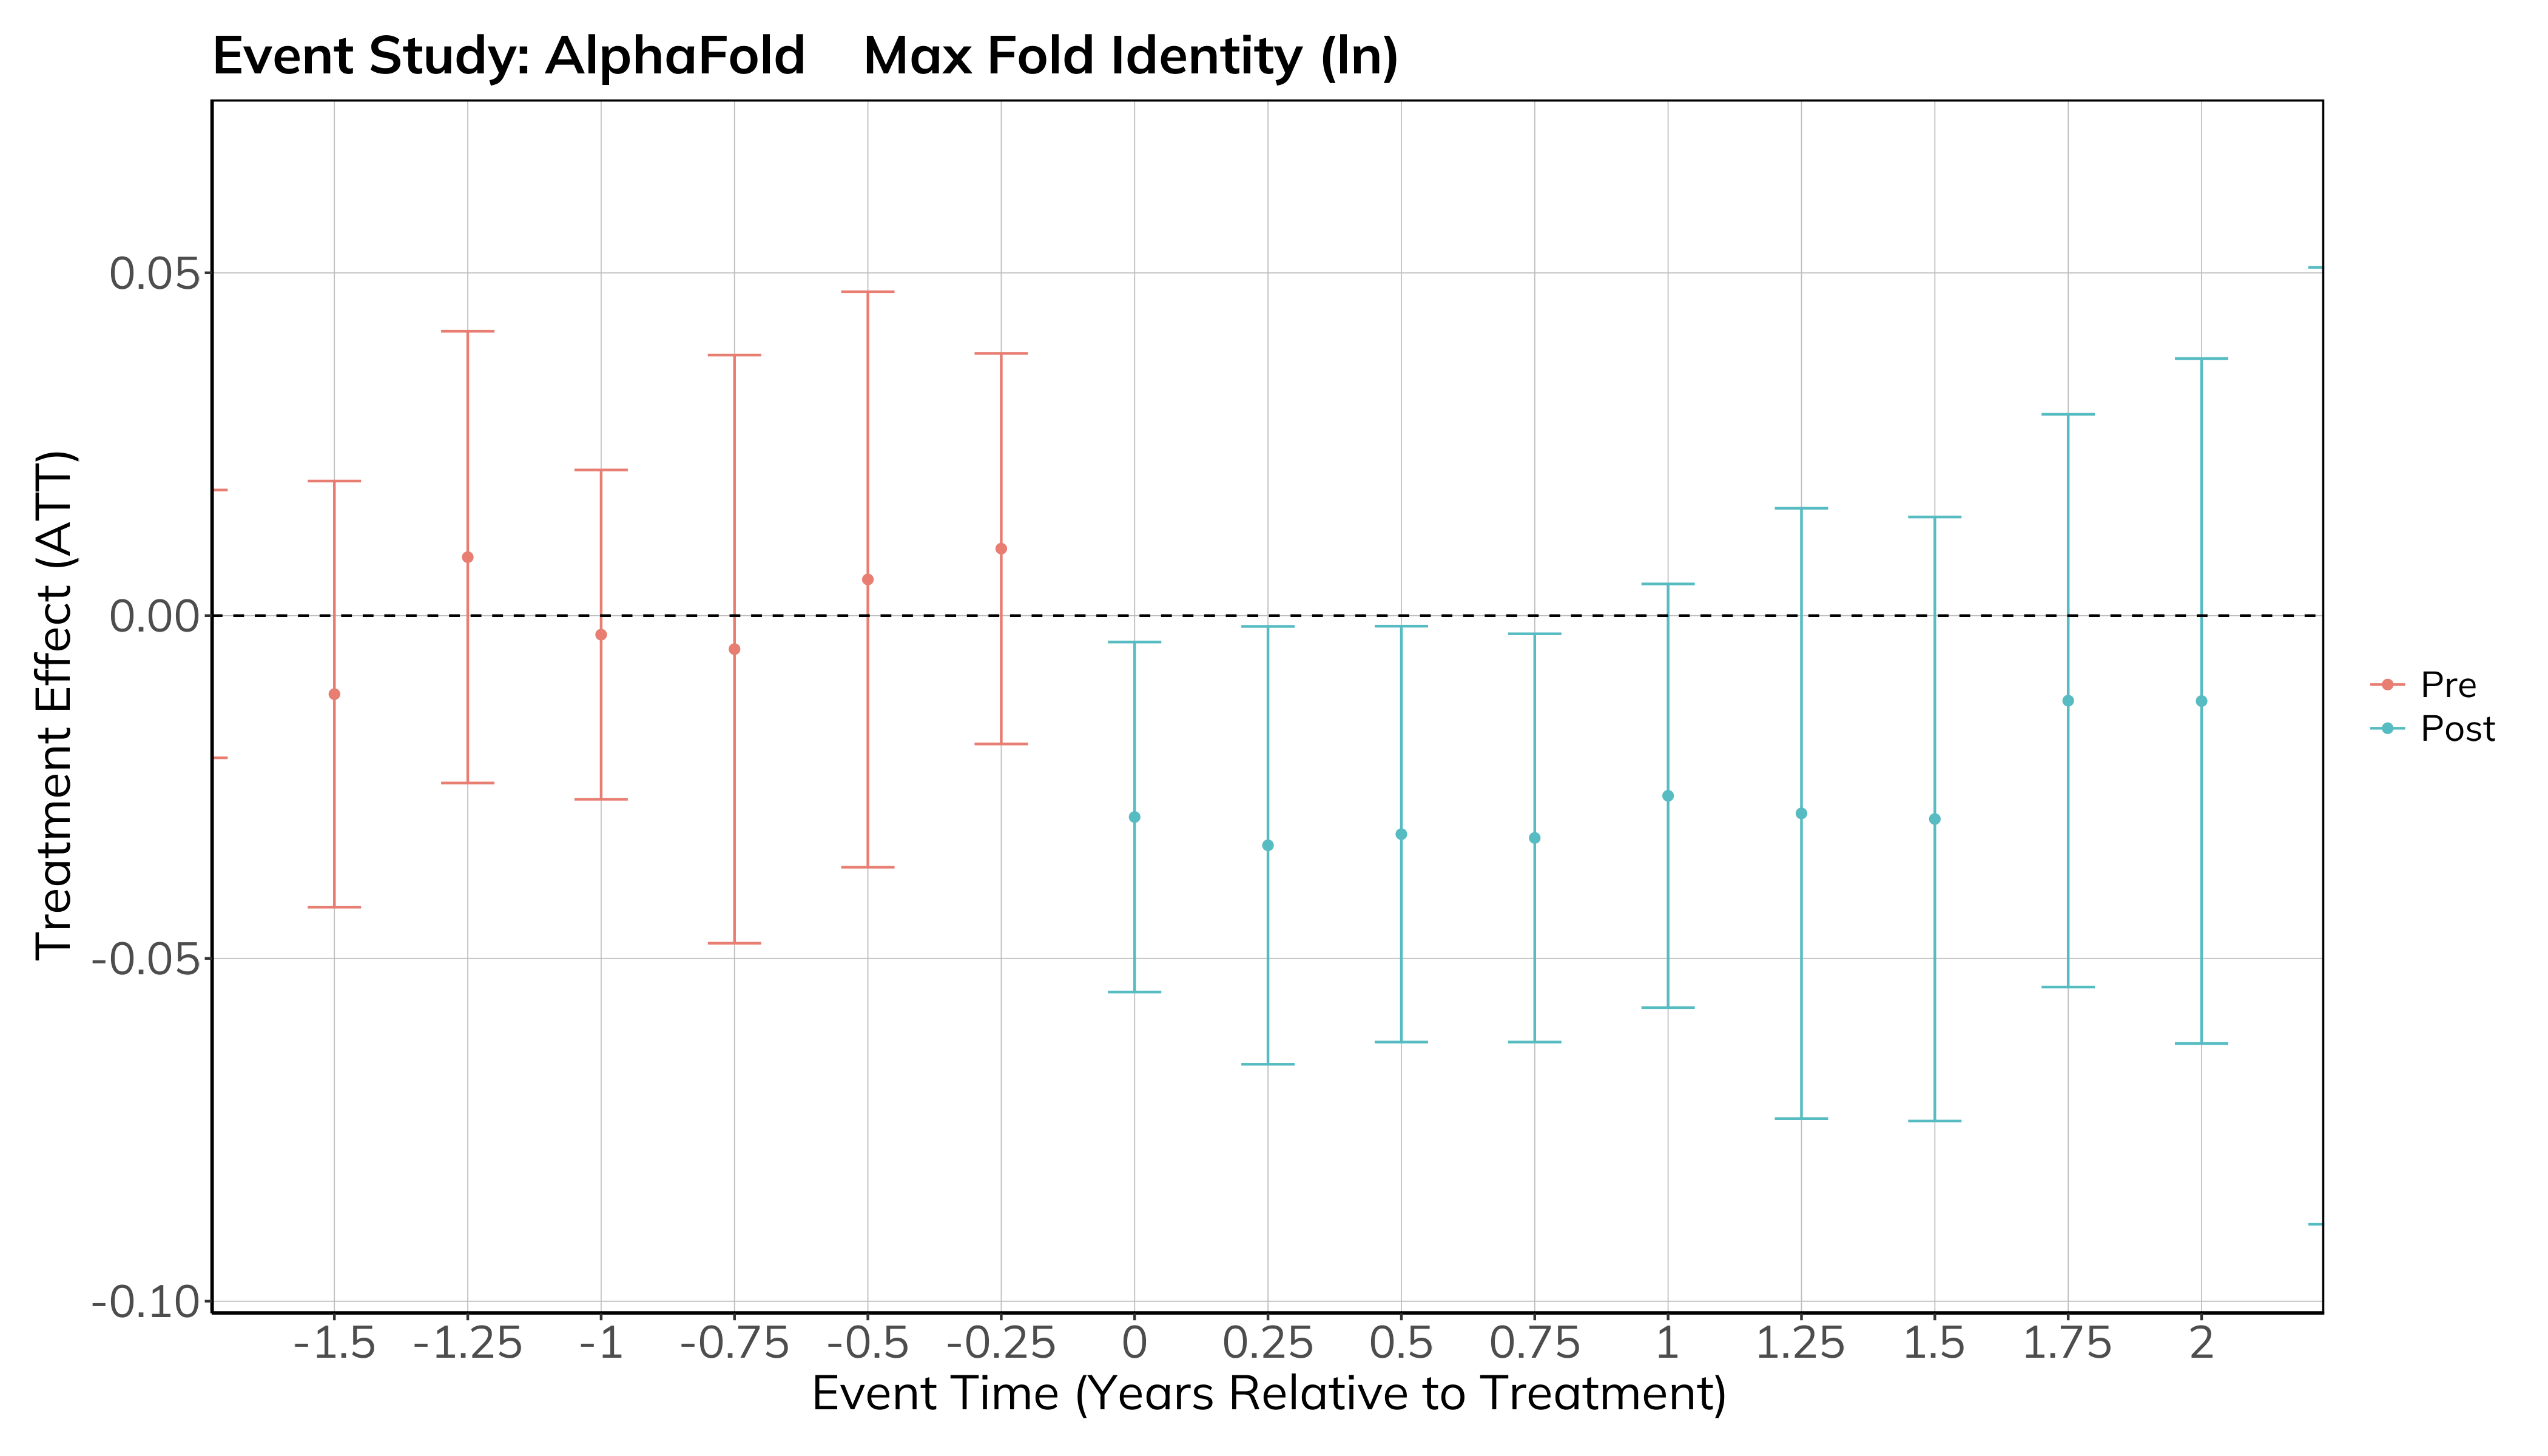 Event Study: AlphaFold Max Fold Identity (ln)
Treatment Effect (ATT)
0.05
0.00
-0.05
-0.10
-1.5 -1.25 -1 -0.75 -0.5 -0.25 0 0.25 0.5 0.75 1 1.25 1.5 1.75 2
Event Time (Years Relative to Treatment)
Pre
Post